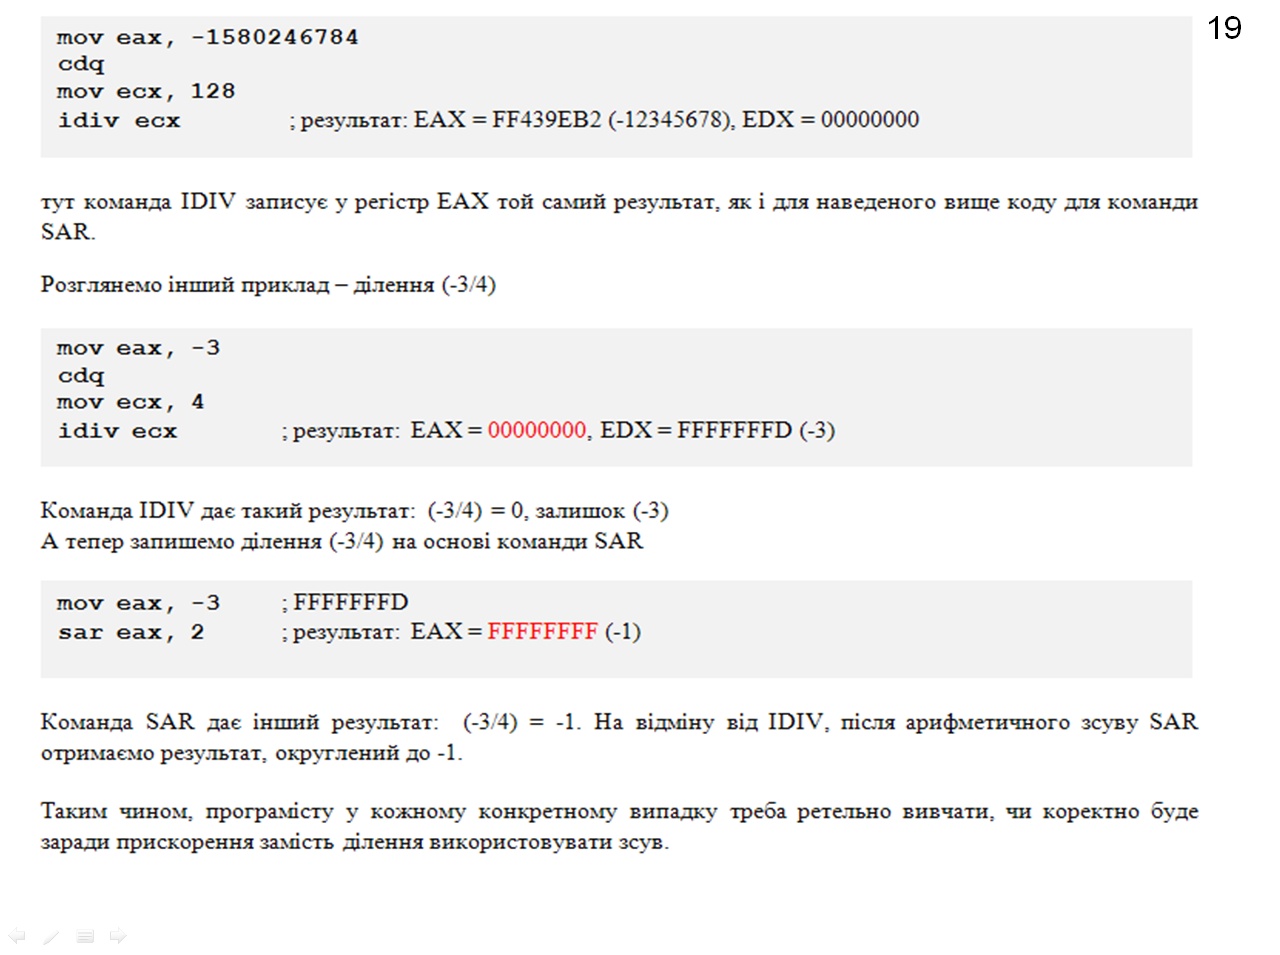 19
mov eax, -1580246784
cdq
mov ecx, 128
idiv ecx ; результат: EAX = FF439EB2 (-12345678), EDX = 00000000
тут команда IDIV записує у регістр EAX той самий результат, як і для наведеного вище коду для команди
SAR.
Розглянемо інший приклад – ділення (-3/4)
mov eax, -3
cdq
mov ecx, 4
idiv ecx ; результат: EAX = 00000000, EDX = FFFFFFFD (-3)
Команда IDIV дає такий результат: (-3/4) = 0, залишок (-3)
А тепер запишемо ділення (-3/4) на основі команди SAR
mov eax, -3 ; FFFFFFFD
sar eax, 2 ; результат: EAX = FFFFFFFF (-1)
Команда SAR дає інший результат: (-3/4) = -1. На відміну від IDIV, після арифметичного зсуву SAR
отримаємо результат, округлений до -1.
Таким чином, програмісту у кожному конкретному випадку треба ретельно вивчати, чи коректно буде
заради прискорення замість ділення використовувати зсув.